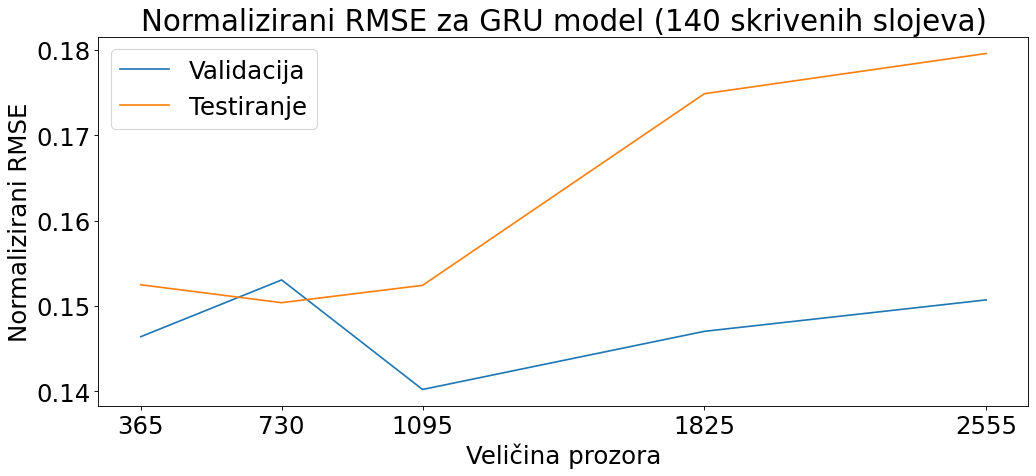 Normalizirani RMSE za GRU model (140 skrivenih slojeva)
Validacija
Testiranje
Normalizirani RMSE
0.18
0.17
0.16
0.15
0.14
365 730 1095 1825 2555
Veličina prozora